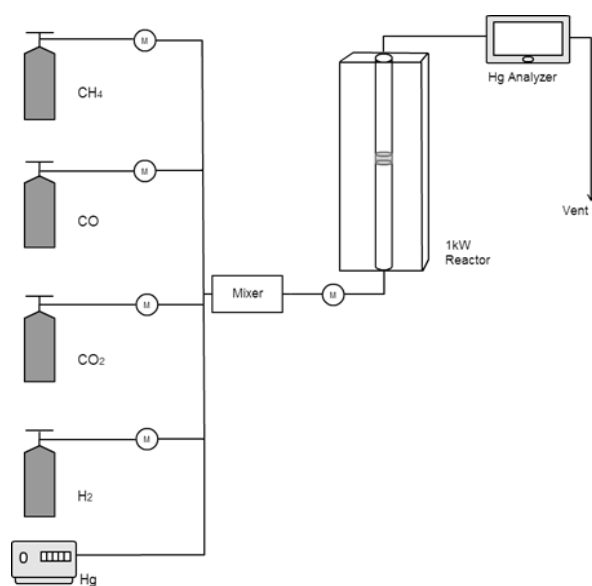 M
CH₄
M
CO
M
CO₂
M
H₂
Hg
Mixer
M
1kW
Reactor
Hg Analyzer
Vent